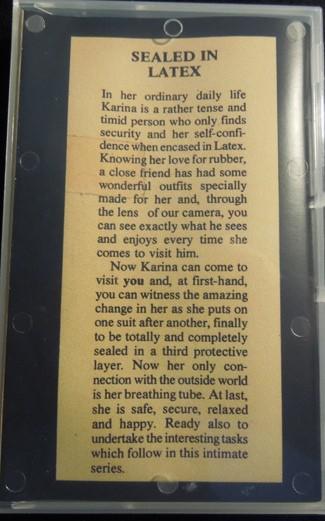 SEALED IN
LATEX
In her ordinary daily life
Karina is a rather tense and
timid person who only finds
security and her self-confi-
dence when encased in Latex.
Knowing her love for rubber,
a close friend has had some
wonderful outfits specially
made for her and, through
the lens of our camera, you
can see exactly what he sees
and enjoys every time she
comes to visit him.
Now Karina can come to
visit you and, at first-hand,
you can witness the amazing
change in her as she puts on
one suit after another, finally
to be totally and completely
sealed in a third protective
layer. Now her only con-
nection with the outside world
is her breathing tube. At last,
she is safe, secure, relaxed
and happy. Ready also to
undertake the interesting tasks
which follow in this intimate
series.